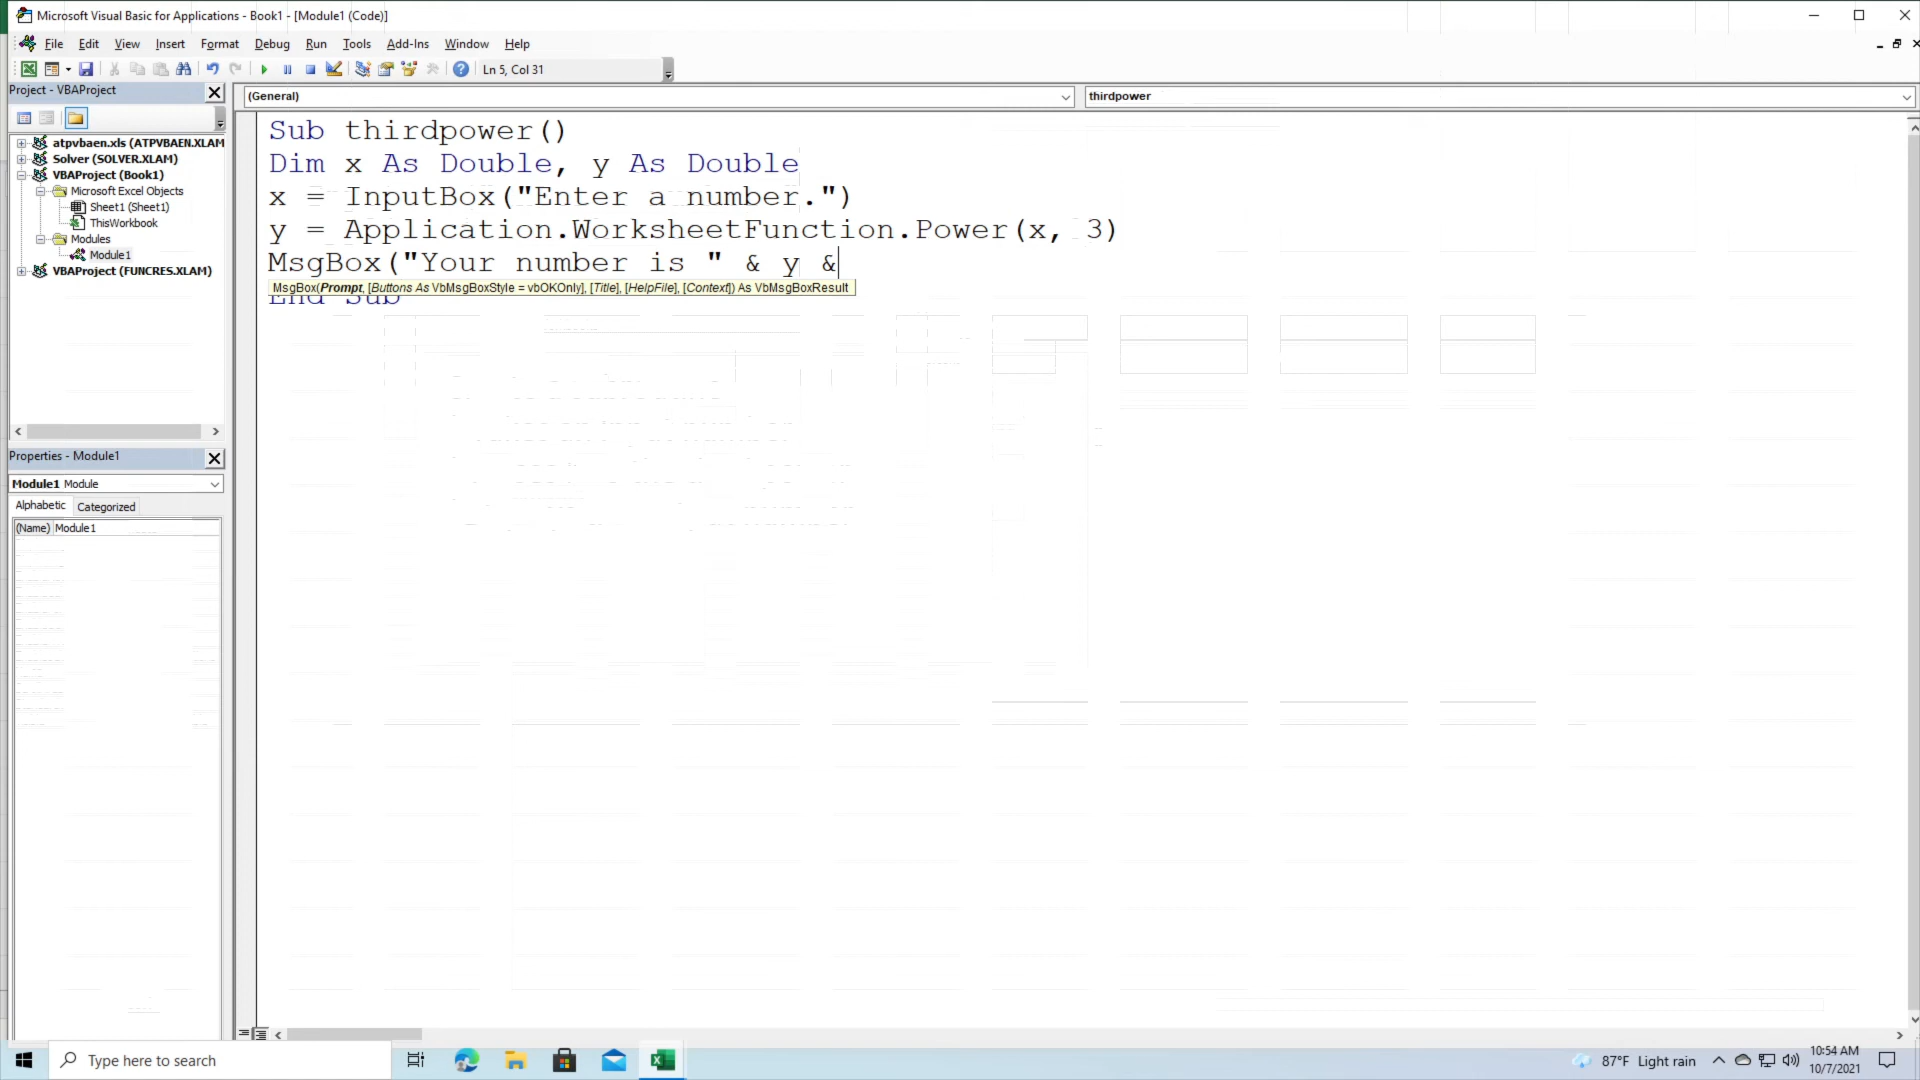 Microsoft Visual Basic for Applications - Book1 - [Module1 (Code)]
File Edit View Insert Format Debug Run Tools Add-Ins Window Help
Ln 5, Col 31
Project - VBAProject
(General)
thirdpower
atpvbaen.xls (ATPVBAEN.XLAM
Solver (SOLVER.XLAM)
VBAProject (Book1)
Microsoft Excel Objects
Sheet1 (Sheet1)
ThisWorkbook
Modules
Module1
VBAProject (FUNCRES.XLAM)
Sub thirdpower()
Dim x As Double, y As Double
x = InputBox("Enter a number.")
y = Application.WorksheetFunction.Power(x, 3)
MsgBox("Your number is " & y &
MsgBox(Prompt, [Buttons As VbMsgBoxStyle = vbOKOnly], [Title], [HelpFile], [Context]) As VbMsgBoxResult
End Sub
Properties - Module1
Module1 Module
Alphabetic Categorized
(Name) Module1
Type here to search
87°F Light rain
10:54 AM
10/7/2021